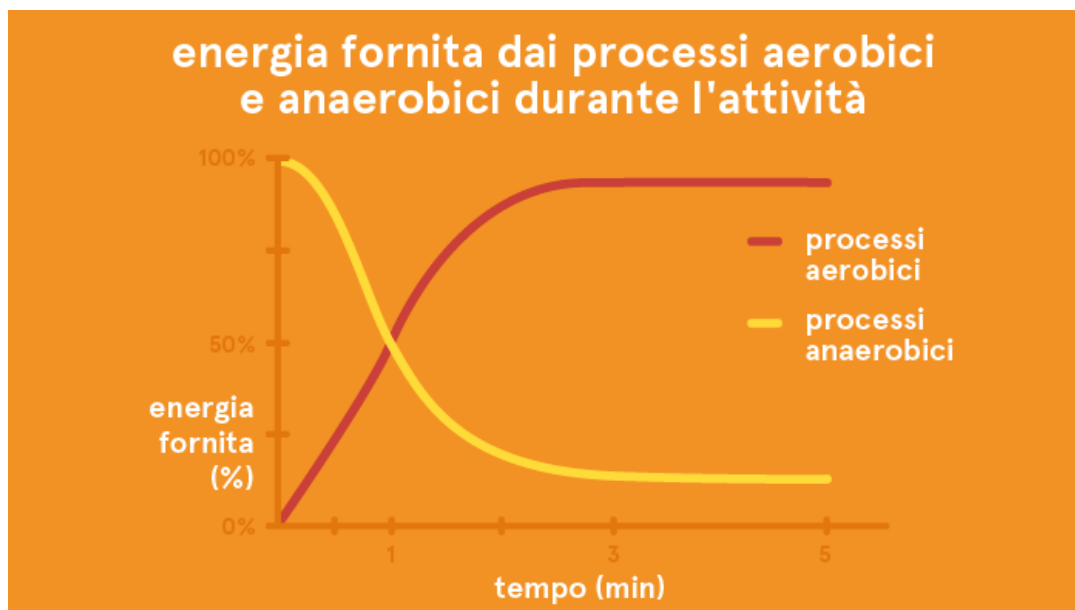 energia fornita dai processi aerobici
e anaerobici durante l'attività
100%
50%
0%
energia
fornita
(%)
processi
aerobici
processi
anaerobici
1
3
5
tempo (min)